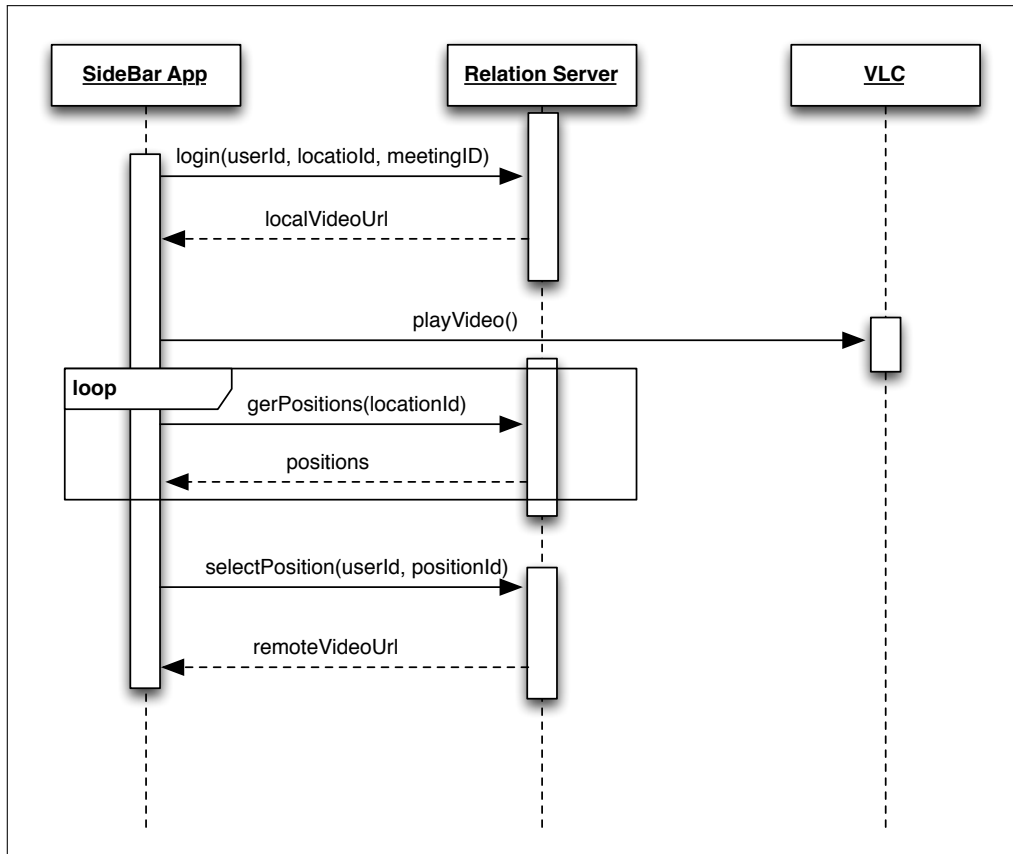 SideBar App
Relation Server
VLC
login(userId, locatioId, meetingID)
localVideoUrl
playVideo()
loop
gerPositions(locationId)
positions
selectPosition(userId, positionId)
remoteVideoUrl